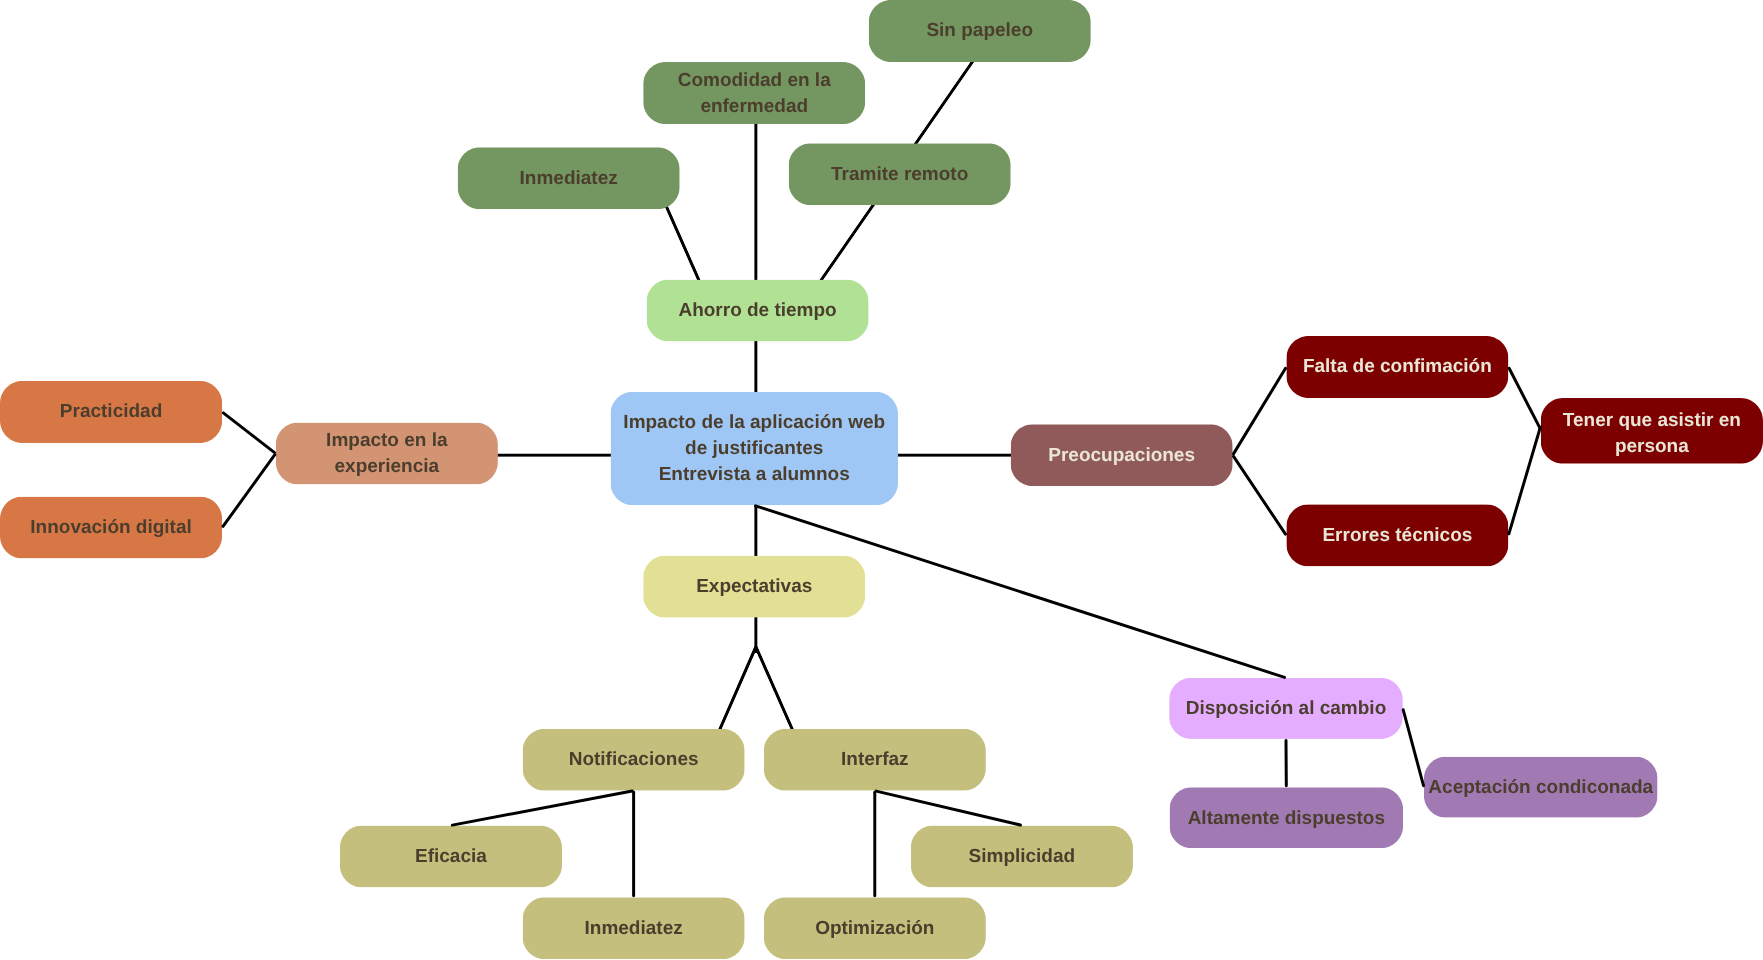 Sin papeleo
Comodidad en la
enfermedad
Inmediatez
Tramite remoto
Ahorro de tiempo
Falta de confimación
Tener que asistir en
persona
Practicidad
Impacto en la
experiencia
Impacto de la aplicación web
de justificantes
Entrevista a alumnos
Preocupaciones
Innovación digital
Errores técnicos
Expectativas
Disposición al cambio
Notificaciones
Interfaz
Aceptación condiconada
Altamente dispuestos
Eficacia
Simplicidad
Inmediatez
Optimización